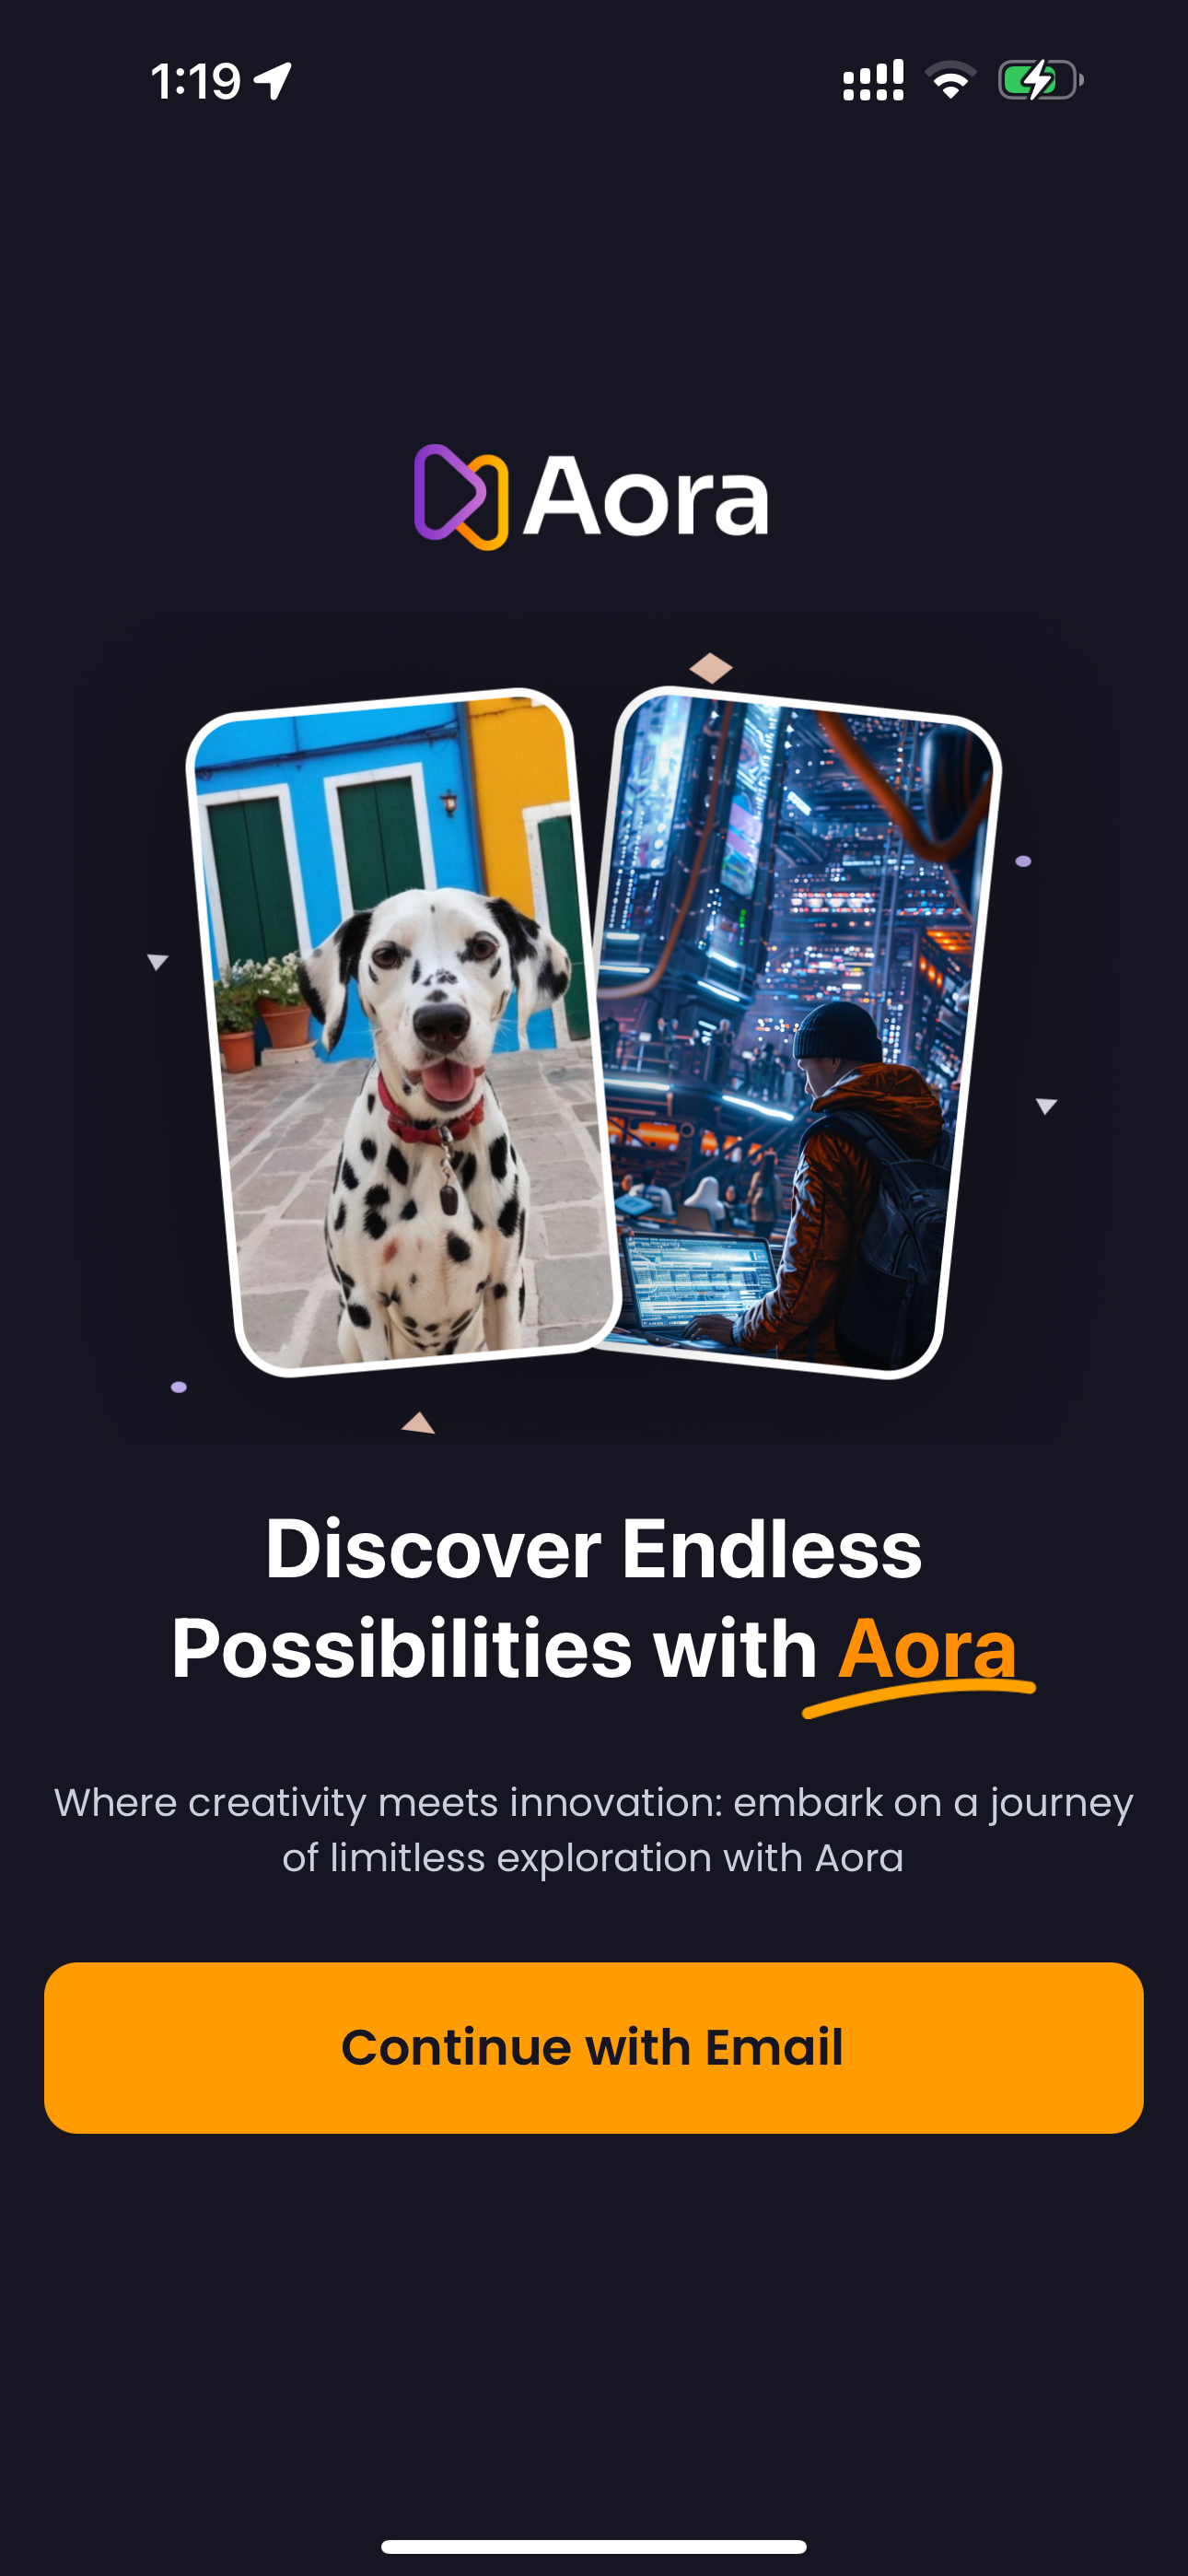 1:19
Aora
Discover Endless
Possibilities with Aora
Where creativity meets innovation: embark on a journey
of limitless exploration with Aora
Continue with Email